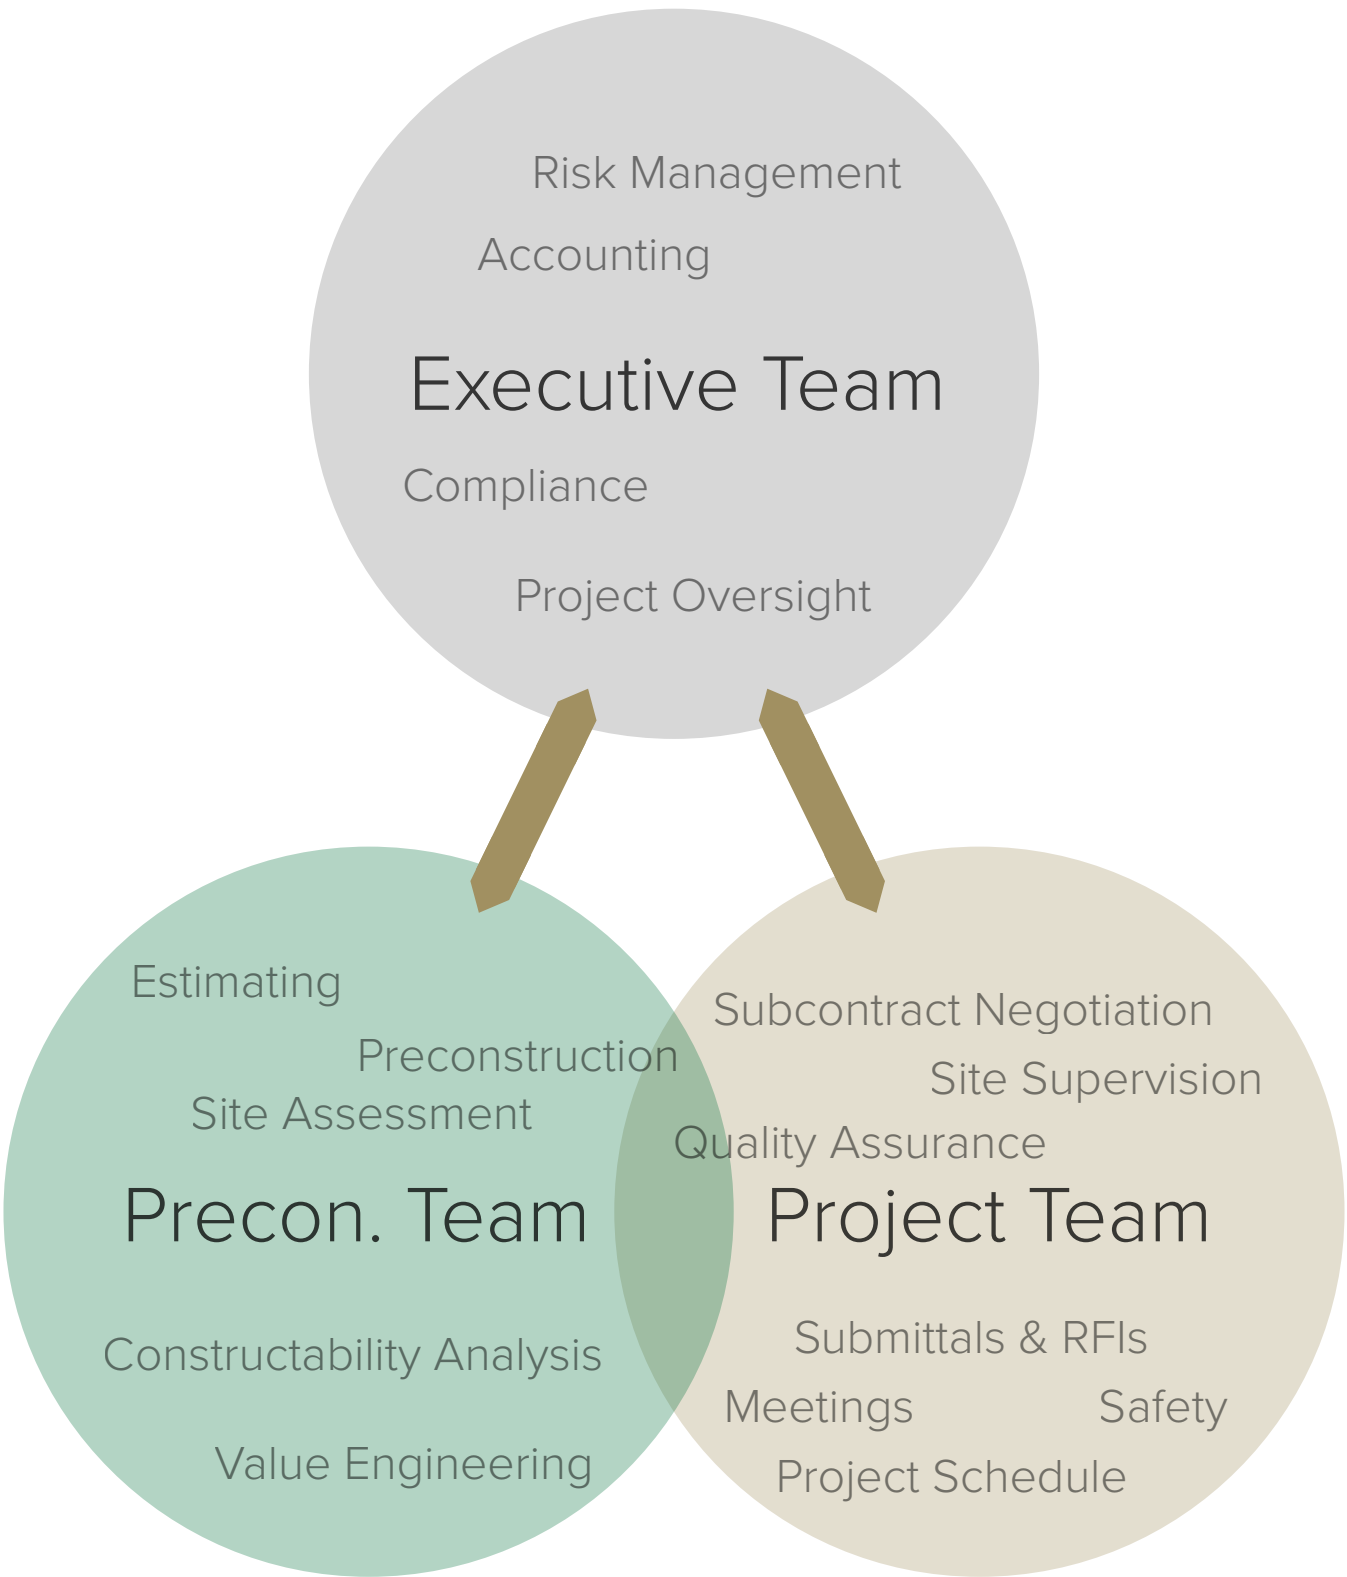 Risk Management
Accounting
Executive Team
Compliance
Project Oversight
Estimating
Preconstruction
Site Assessment
Precon. Team
Constructability Analysis
Value Engineering
Subcontract Negotiation
Site Supervision
Quality Assurance
Project Team
Submittals & RFIs
Meetings
Safety
Project Schedule